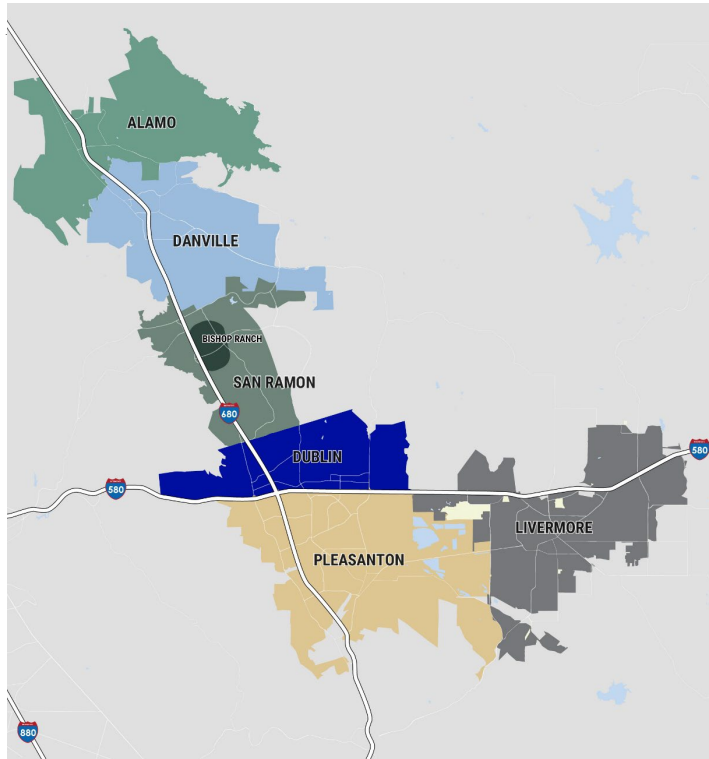 ALAMO
DANVILLE
BISHOP RANCH
SAN RAMON
680
DUBLIN
580
580
LIVERMORE
PLEASANTON
880